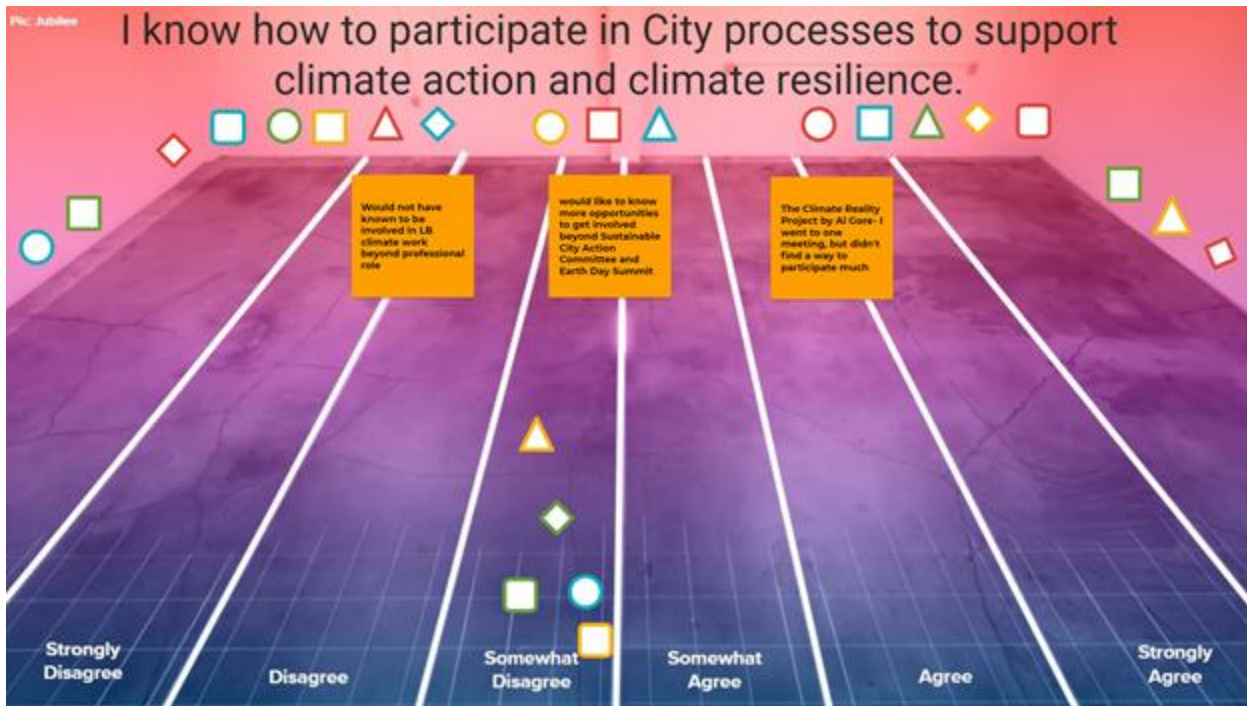 Pic: Jubilee
I know how to participate in City processes to support
climate action and climate resilience.
Would not have
known to be
involved in LB
climate work
beyond professional
role
would like to know
more opportunities
to get involved
beyond Sustainable
City Action
Committee and
Earth Day Summit
The Climate Reality
Project by Al Gore- I
went to one
meeting, but didn't
find a way to
participate much
Strongly
Disagree
Disagree
Somewhat
Disagree
Somewhat
Agree
Agree
Strongly
Agree